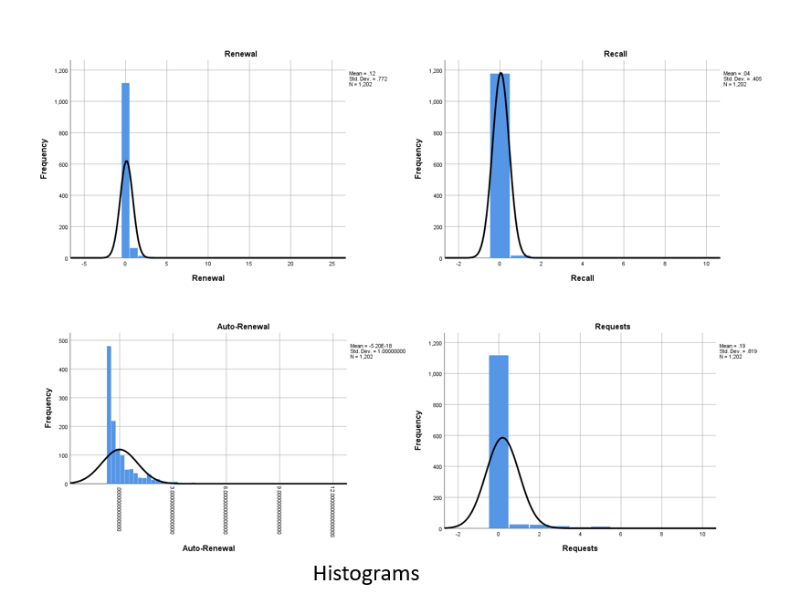 Renewal
Mean = .12
Std. Dev. = .772
N = 1,202
1,200
1,000
800
600
400
200
0
Frequency
-5 0 5 10 15 20 25
Renewal
Recall
Mean = .04
Std. Dev. = .405
N = 1,202
1,200
1,000
800
600
400
200
0
Frequency
-2 0 2 4 6 8 10
Recall
Auto-Renewal
Mean = -5.20E-18
Std. Dev. = 1.00000000
N = 1,202
500
400
300
200
100
0
Frequency
Auto-Renewal
Requests
Mean = .19
Std. Dev. = .819
N = 1,202
1,200
1,000
800
600
400
200
0
Frequency
-2 0 2 4 6 8 10
Requests
Histograms